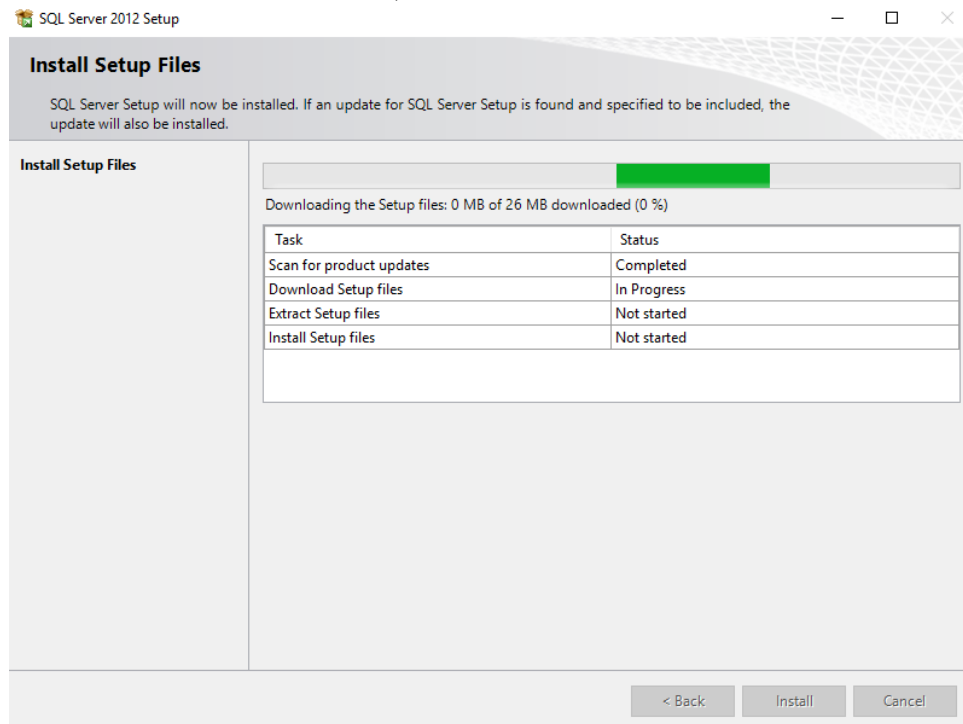 SQL Server 2012 Setup
Install Setup Files
SQL Server Setup will now be installed. If an update for SQL Server Setup is found and specified to be included, the
update will also be installed.
Install Setup Files
Downloading the Setup files: 0 MB of 26 MB downloaded (0 %)
Task Status
Scan for product updates Completed
Download Setup files In Progress
Extract Setup files Not started
Install Setup files Not started
< Back Install Cancel